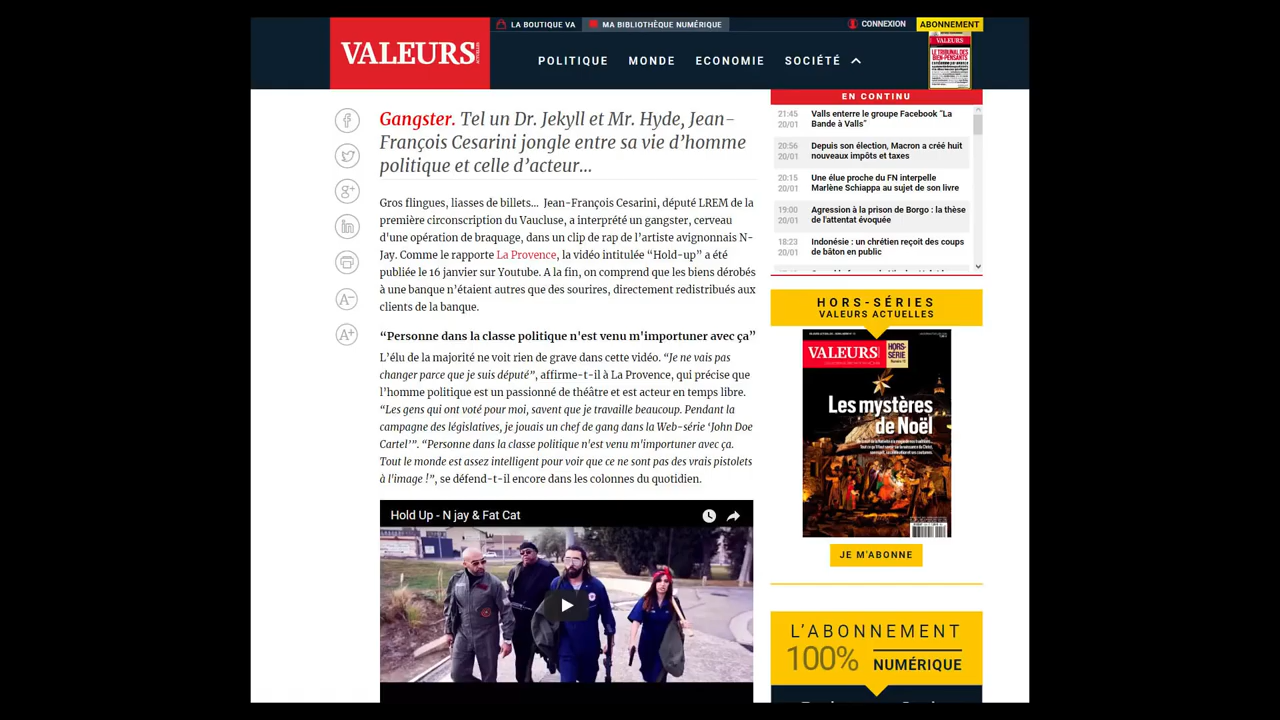 LA BOUTIQUE VA
MA BIBLIOTHÈQUE NUMÉRIQUE
CONNEXION
ABONNEMENT
VALEURS
POLITIQUE
MONDE
ECONOMIE
SOCIÉTÉ
VALEURS
LE TRIBUNAL DES
BIEN-PENSANTS
Gangster. Tel un Dr. Jekyll et Mr. Hyde, Jean-
François Cesarini jongle entre sa vie d’homme
politique et celle d’acteur...
Gros flingues, liasses de billets... Jean-François Cesarini, député LREM de la
première circonscription du Vaucluse, a interprété un gangster, cerveau
d'une opération de braquage, dans un clip de rap de l’artiste avignonnais N-
Jay. Comme le rapporte La Provence, la vidéo intitulée “Hold-up” a été
publiée le 16 janvier sur Youtube. A la fin, on comprend que les biens dérobés
à une banque n’étaient autres que des sourires, directement redistribués aux
clients de la banque.
“Personne dans la classe politique n'est venu m'importuner avec ça”
L’élu de la majorité ne voit rien de grave dans cette vidéo. “Je ne vais pas
changer parce que je suis député”, affirme-t-il à La Provence, qui précise que
l’homme politique est un passionné de théâtre et est acteur en temps libre.
“Les gens qui ont voté pour moi, savent que je travaille beaucoup. Pendant la
campagne des législatives, je jouais un chef de gang dans la Web-série ‘John Doe
Cartel’”. “Personne dans la classe politique n'est venu m'importuner avec ça.
Tout le monde est assez intelligent pour voir que ce ne sont pas des vrais pistolets
à l'image !”, se défend-t-il encore dans les colonnes du quotidien.
Hold Up - N jay & Fat Cat
A-
A+
EN CONTINU
21:45 Valls enterre le groupe Facebook “La
20/01 Bande à Valls”
20:56 Depuis son élection, Macron a créé huit
20/01 nouveaux impôts et taxes
20:15 Une élue proche du FN interpelle
20/01 Marlène Schiappa au sujet de son livre
19:00 Agression à la prison de Borgo : la thèse
20/01 de l'attentat évoquée
18:23 Indonésie : un chrétien reçoit des coups
20/01 de bâton en public
HORS-SÉRIES
VALEURS ACTUELLES
VALEURS
HORS-
SÉRIE
Les mystères
de Noël
JE M'ABONNE
L’ABONNEMENT
100% NUMÉRIQUE